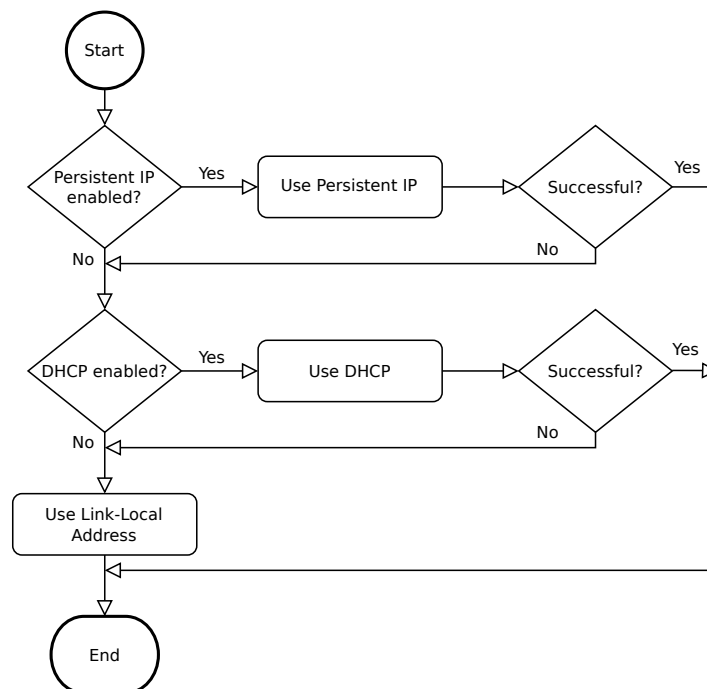 Start
Persistent IP
enabled?
Yes
Use Persistent IP
Successful?
Yes
No
No
DHCP enabled?
Yes
Use DHCP
Successful?
Yes
No
No
Use Link-Local
Address
End